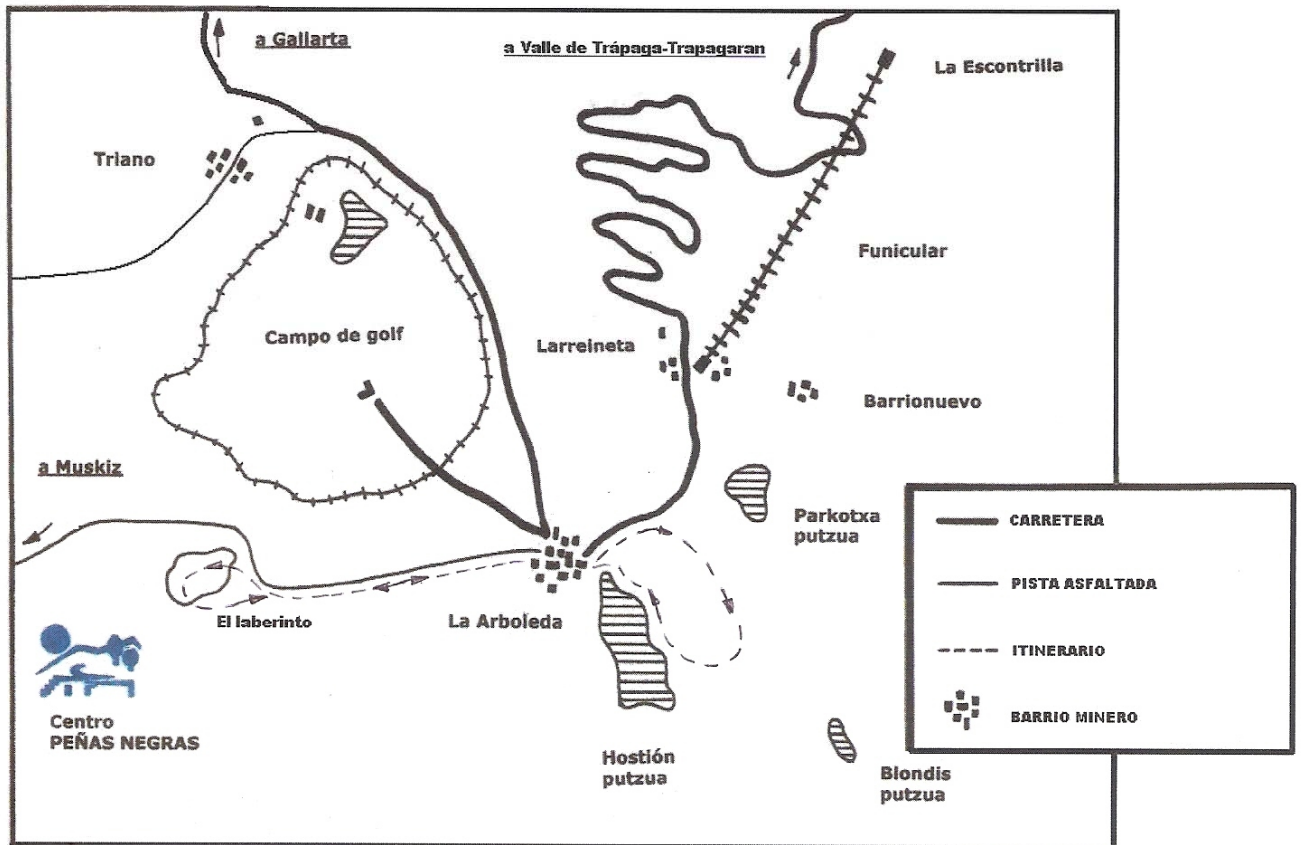 a Gallarta
a Valle de Trápaga-Trapagaran
La Escontrilla
Triano
Funicular
Campo de golf
Larreineta
Barrionuevo
a Muskiz
Parkotxa
putzua
El laberinto
La Arboleda
Centro
PEÑAS NEGRAS
Hostión
putzua
Blondis
putzua
CARRETERA
PISTA ASFALTADA
ITINERARIO
BARRIO MINERO